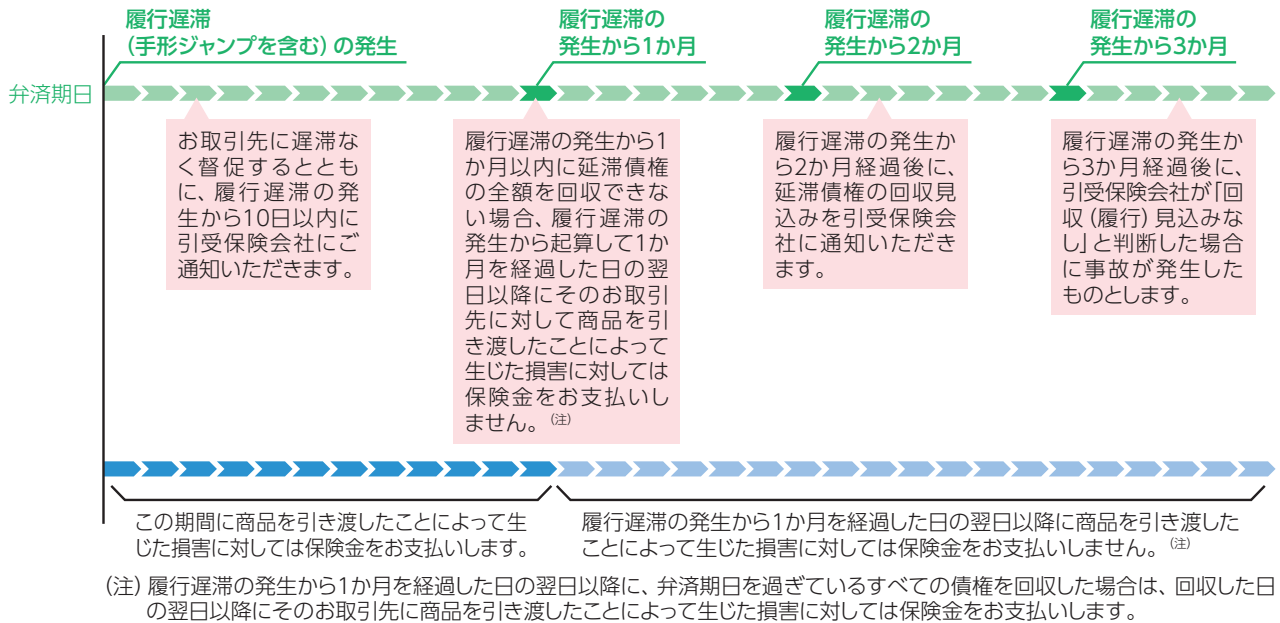 履行遅滞
(手形ジャンプを含む)の発生
履行遅滞の
発生から1か月
履行遅滞の
発生から2か月
履行遅滞の
発生から3か月
弁済期日
お取引先に遅滞な
く督促するととも
に、履行遅滞の発
生から10日以内に
引受保険会社にご
通知いただきます。
履行遅滞の発生から1
か月以内に延滞債権
の全額を回収できな
い場合、履行遅滞の
発生から起算して1か
月を経過した日の翌
日以降にそのお取引
先に対して商品を引
き渡したことによって
生じた損害に対しては
保険金をお支払いし
ません。(注)
履行遅滞の発生か
ら2か月経過後に、
延滞債権の回収見
込みを引受保険会
社に通知いただき
ます。
履行遅滞の発生か
ら3か月経過後に、
引受保険会社が「回
収(履行)見込みな
し」と判断した場合
に事故が発生した
ものとします。
この期間に商品を引き渡したことによって生
じた損害に対しては保険金をお支払いします。
履行遅滞の発生から1か月を経過した日の翌日以降に商品を引き渡した
ことによって生じた損害に対しては保険金をお支払いしません。(注)
(注)履行遅滞の発生から1か月を経過した日の翌日以降に、弁済期日を過ぎているすべての債権を回収した場合は、回収した日
の翌日以降にそのお取引先に商品を引き渡したことによって生じた損害に対しては保険金をお支払いします。